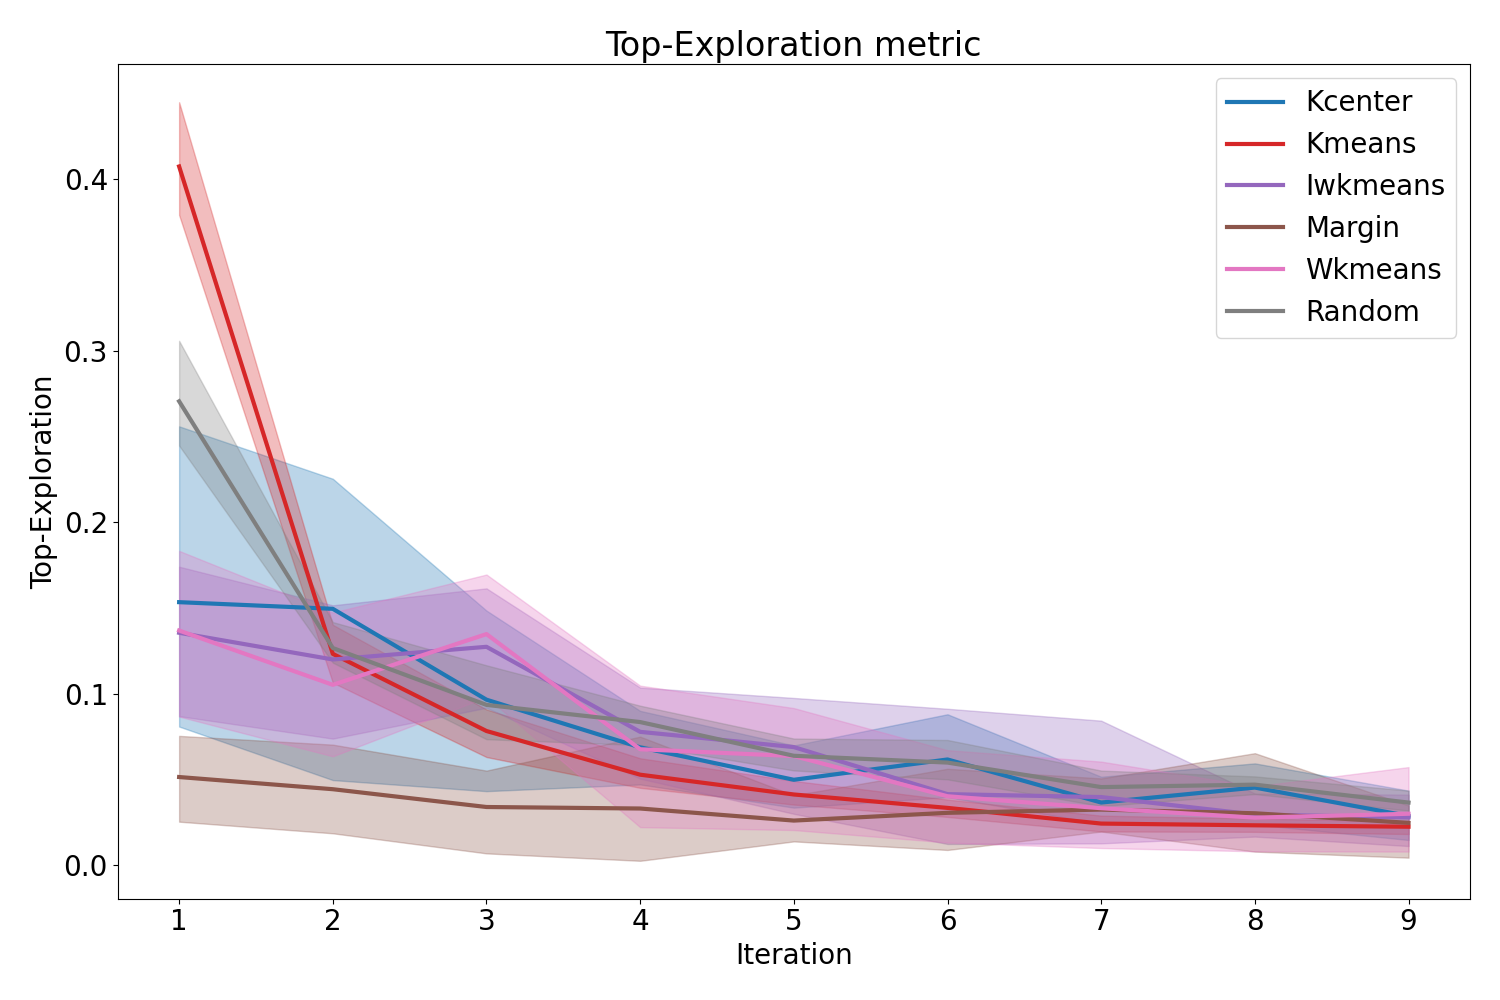 Top-Exploration metric
Kcenter
Kmeans
Iwkmeans
Margin
Wkmeans
Random
Top-Exploration
0.4
0.3
0.2
0.1
0.0
1 2 3 4 5 6 7 8 9
Iteration